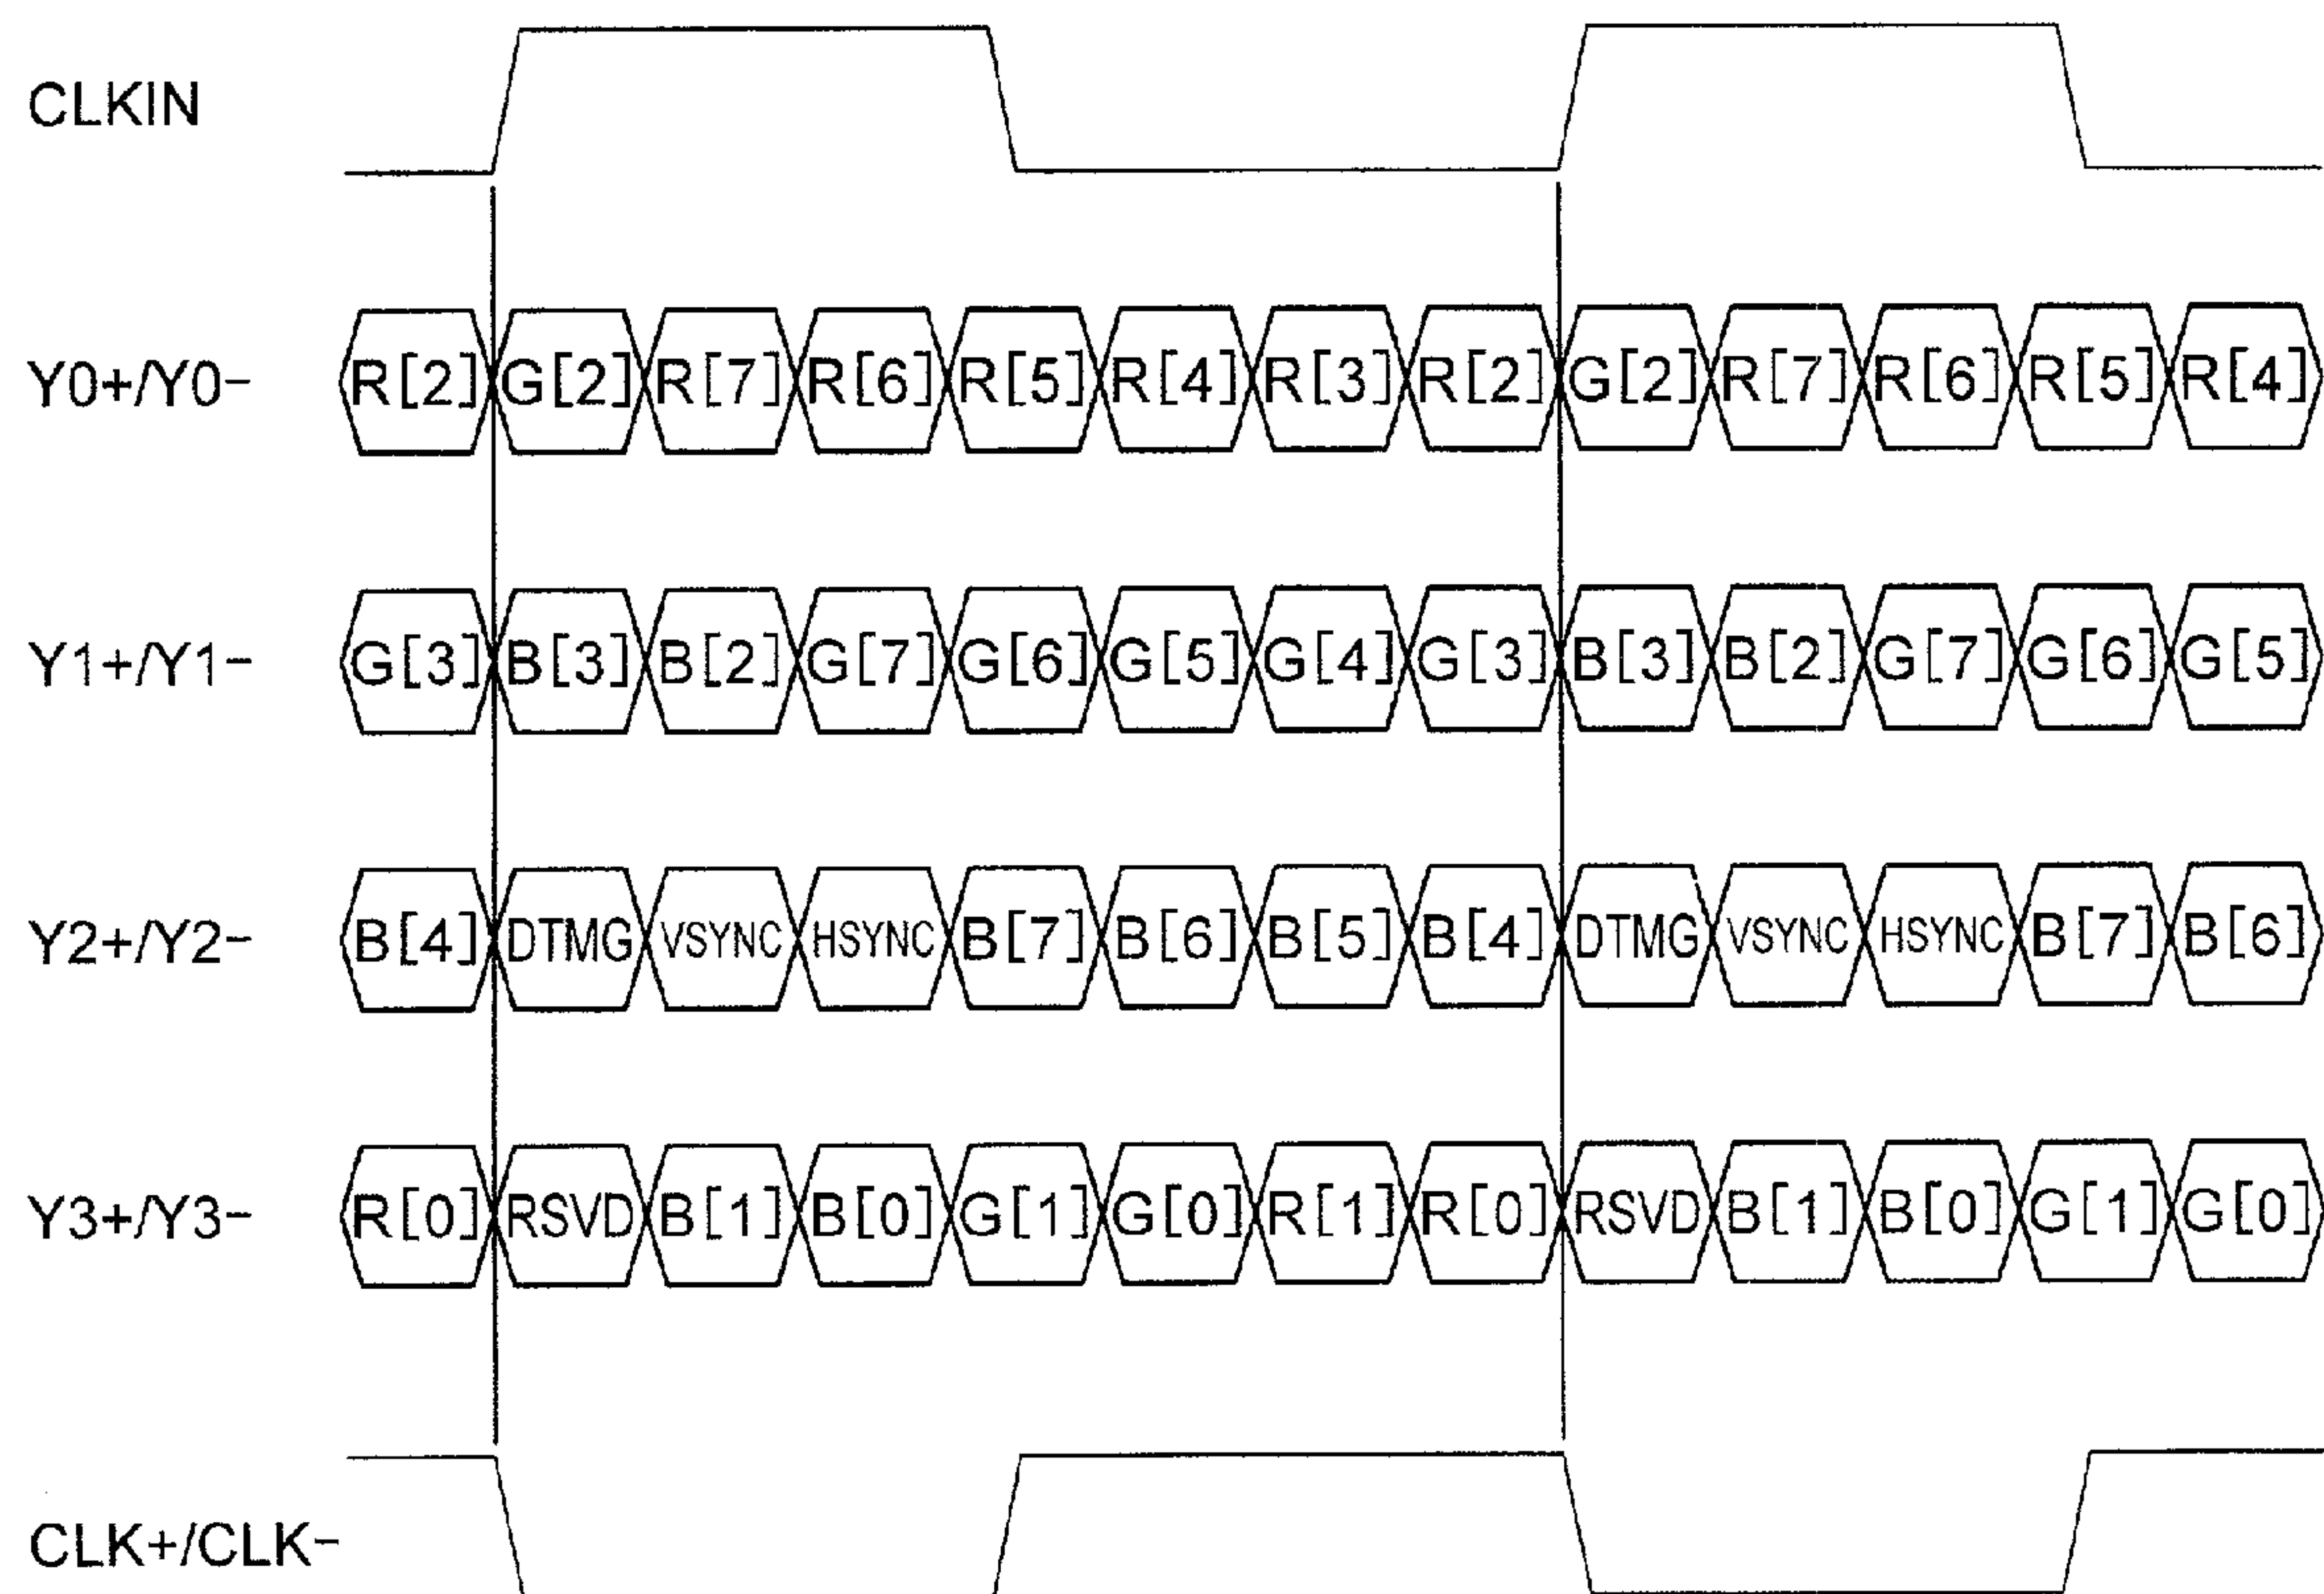 CLKIN
Y0+/Y0− R[2] G[2] R[7] R[6] R[5] R[4] R[3] R[2] G[2] R[7] R[6] R[5] R[4]
Y1+/Y1− G[3] B[3] B[2] G[7] G[6] G[5] G[4] G[3] B[3] B[2] G[7] G[6] G[5]
Y2+/Y2− B[4] DTMG VSYNC HSYNC B[7] B[6] B[5] B[4] DTMG VSYNC HSYNC B[7] B[6]
Y3+/Y3− R[0] RSVD B[1] B[0] G[1] G[0] R[1] R[0] RSVD B[1] B[0] G[1] G[0]
CLK+/CLK−